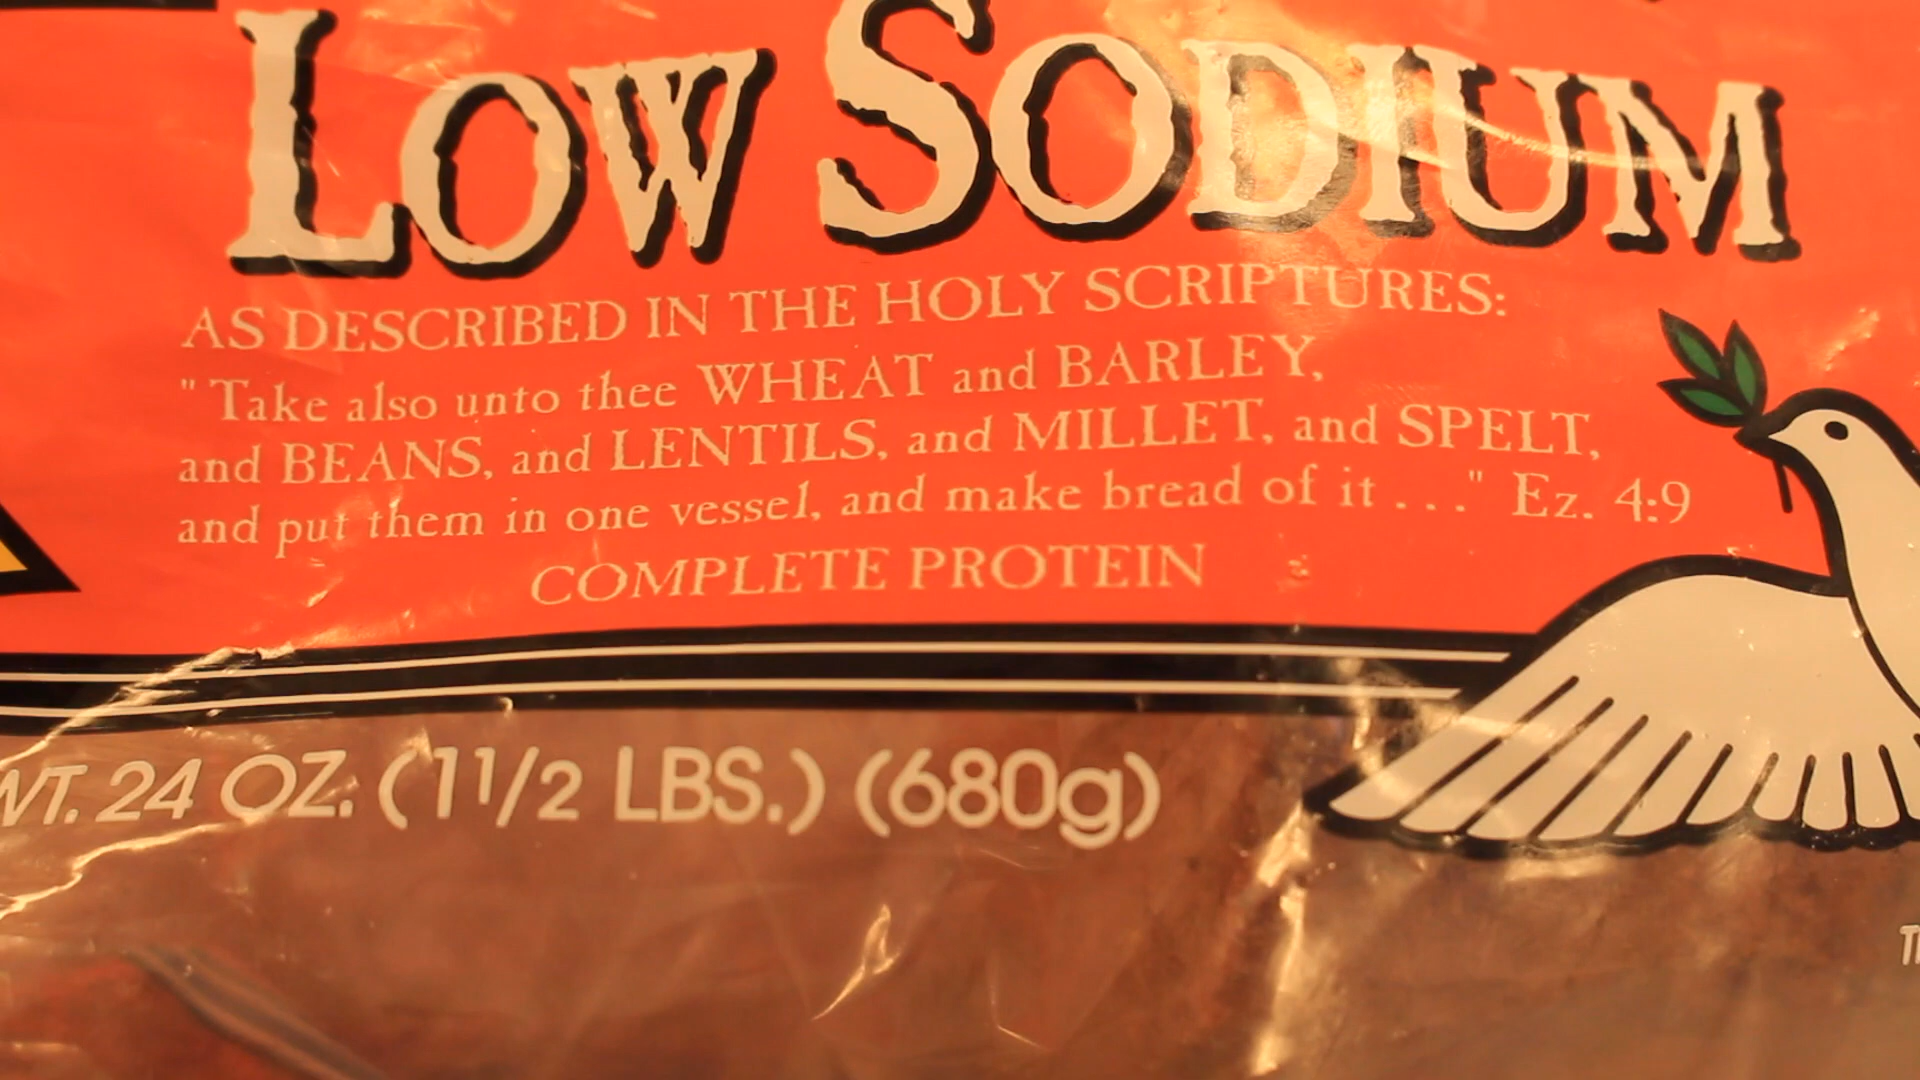 LOW SODIUM
AS DESCRIBED IN THE HOLY SCRIPTURES:
"Take also unto thee WHEAT and BARLEY,
and BEANS, and LENTILS, and MILLET, and SPELT,
and put them in one vessel, and make bread of it . . ." Ez. 4:9
COMPLETE PROTEIN
WT. 24 OZ. (1 1/2 LBS.) (680g)